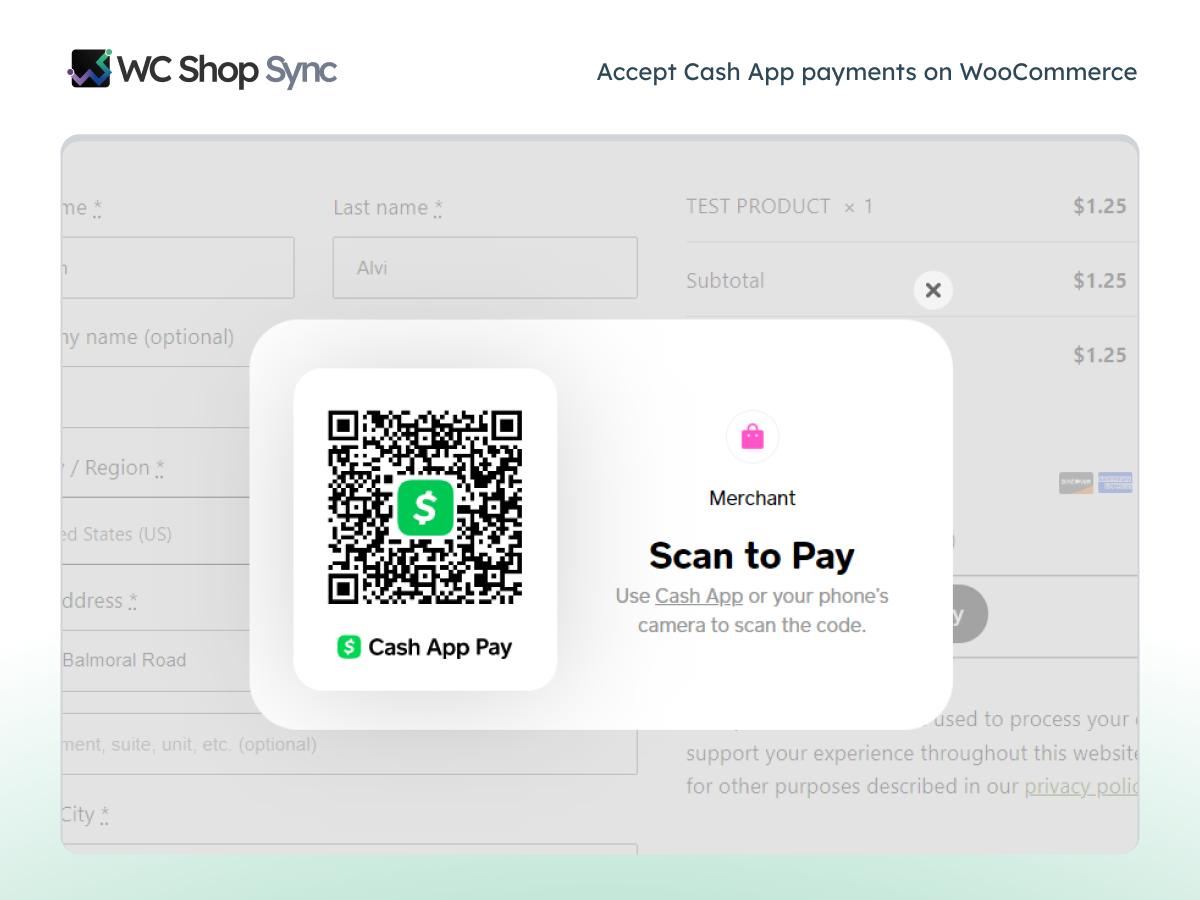 WC Shop Sync
Accept Cash App payments on WooCommerce
me *
Last name *
Alvi
TEST PRODUCT × 1 $1.25
Subtotal $1.25
$1.25
ny name (optional)
/ Region *
ed States (US)
ddress *
Balmoral Road
ment, suite, unit, etc. (optional)
City *
Merchant
Scan to Pay
Use Cash App or your phone's
camera to scan the code.
$
$ Cash App Pay
DISCOVER
y
used to process your
support your experience throughout this website
for other purposes described in our privacy polic